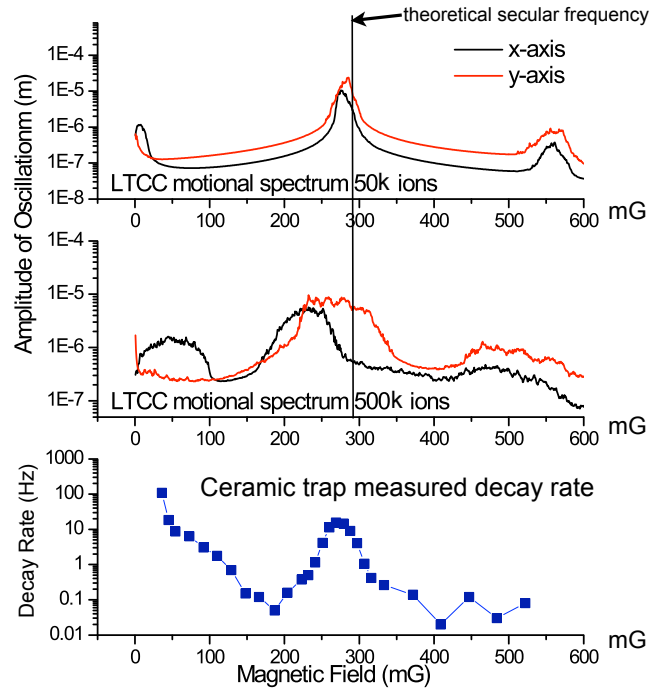 theoretical secular frequency
1E-4
1E-5
1E-6
1E-7
1E-8
x-axis
y-axis
LTCC motional spectrum 50k ions
0 100 200 300 400 500 600 mG
Amplitude of Oscillationm (m)
1E-4
1E-5
1E-6
1E-7
LTCC motional spectrum 500k ions
0 100 200 300 400 500 600 mG
Decay Rate (Hz)
1000
100
10
1
0.1
0.01
Ceramic trap measured decay rate
0 100 200 300 400 500 600 mG
Magnetic Field (mG)